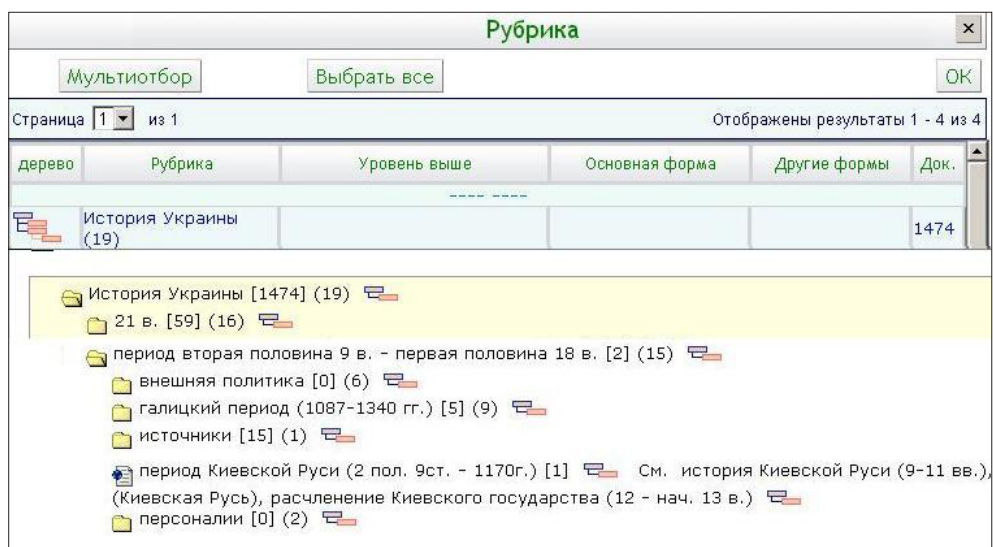 Рубрика
Мультиотбор Выбрать все OK
Страница 1 из 1 Отображены результаты 1 - 4 из 4
дерево Рубрика Уровень выше Основная форма Другие формы Док.
---- ----
История Украины
(19) 1474
История Украины [1474] (19)
21 в. [59] (16)
период вторая половина 9 в. - первая половина 18 в. [2] (15)
внешняя политика [0] (6)
галицкий период (1087-1340 гг.) [5] (9)
источники [15] (1)
период Киевской Руси (2 пол. 9ст. - 1170г.) [1] См. история Киевской Руси (9-11 вв.),
(Киевская Русь), расчленение Киевского государства (12 - нач. 13 в.)
персоналии [0] (2)